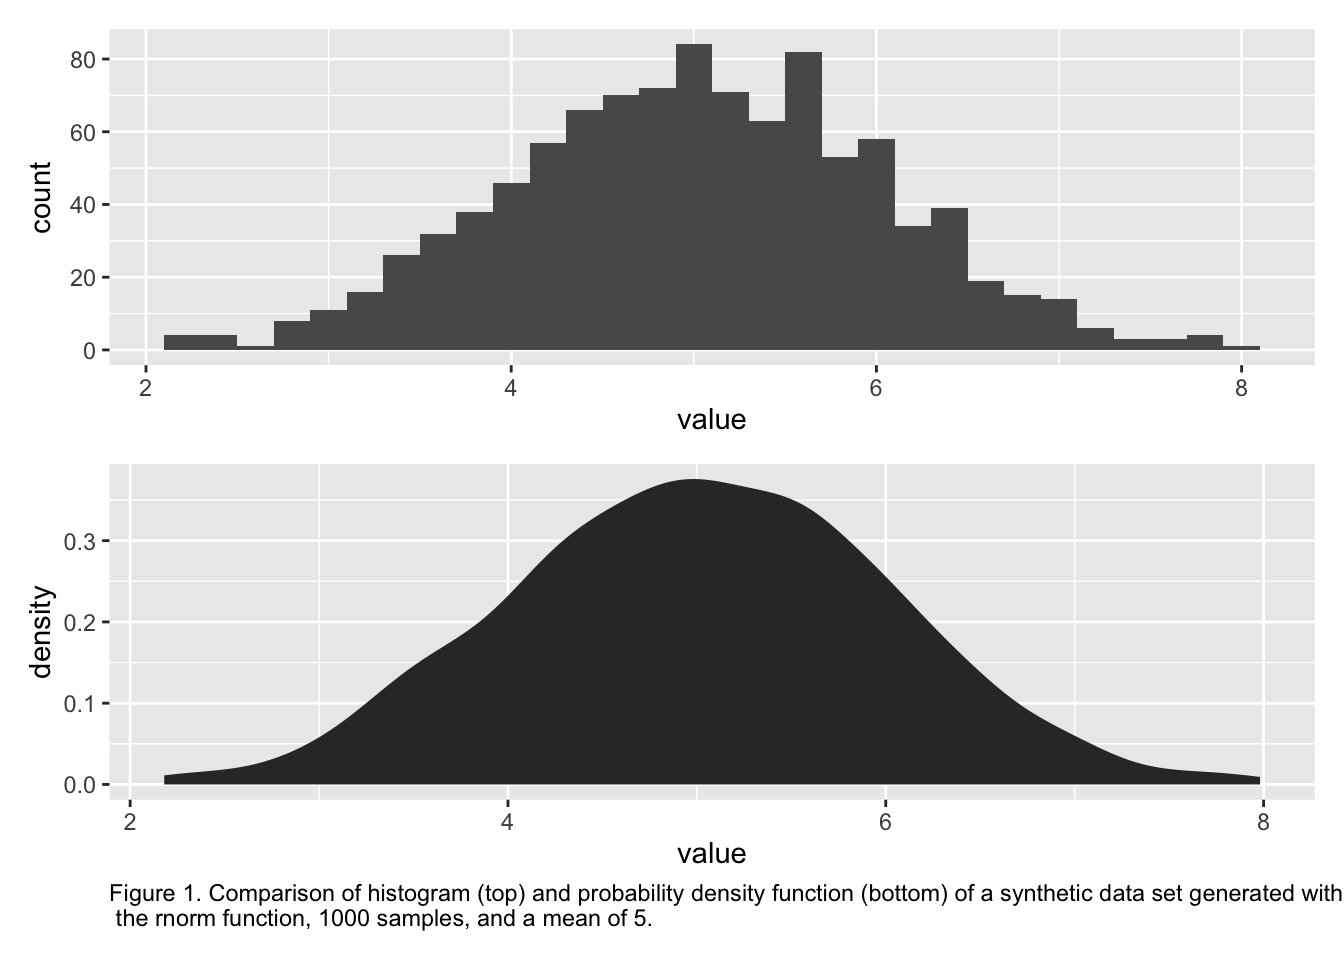 80
60
40
20
0
count
2 4 6 8
value
0.3
0.2
0.1
0.0
density
2 4 6 8
value
Figure 1. Comparison of histogram (top) and probability density function (bottom) of a synthetic data set generated with
the rnorm function, 1000 samples, and a mean of 5.